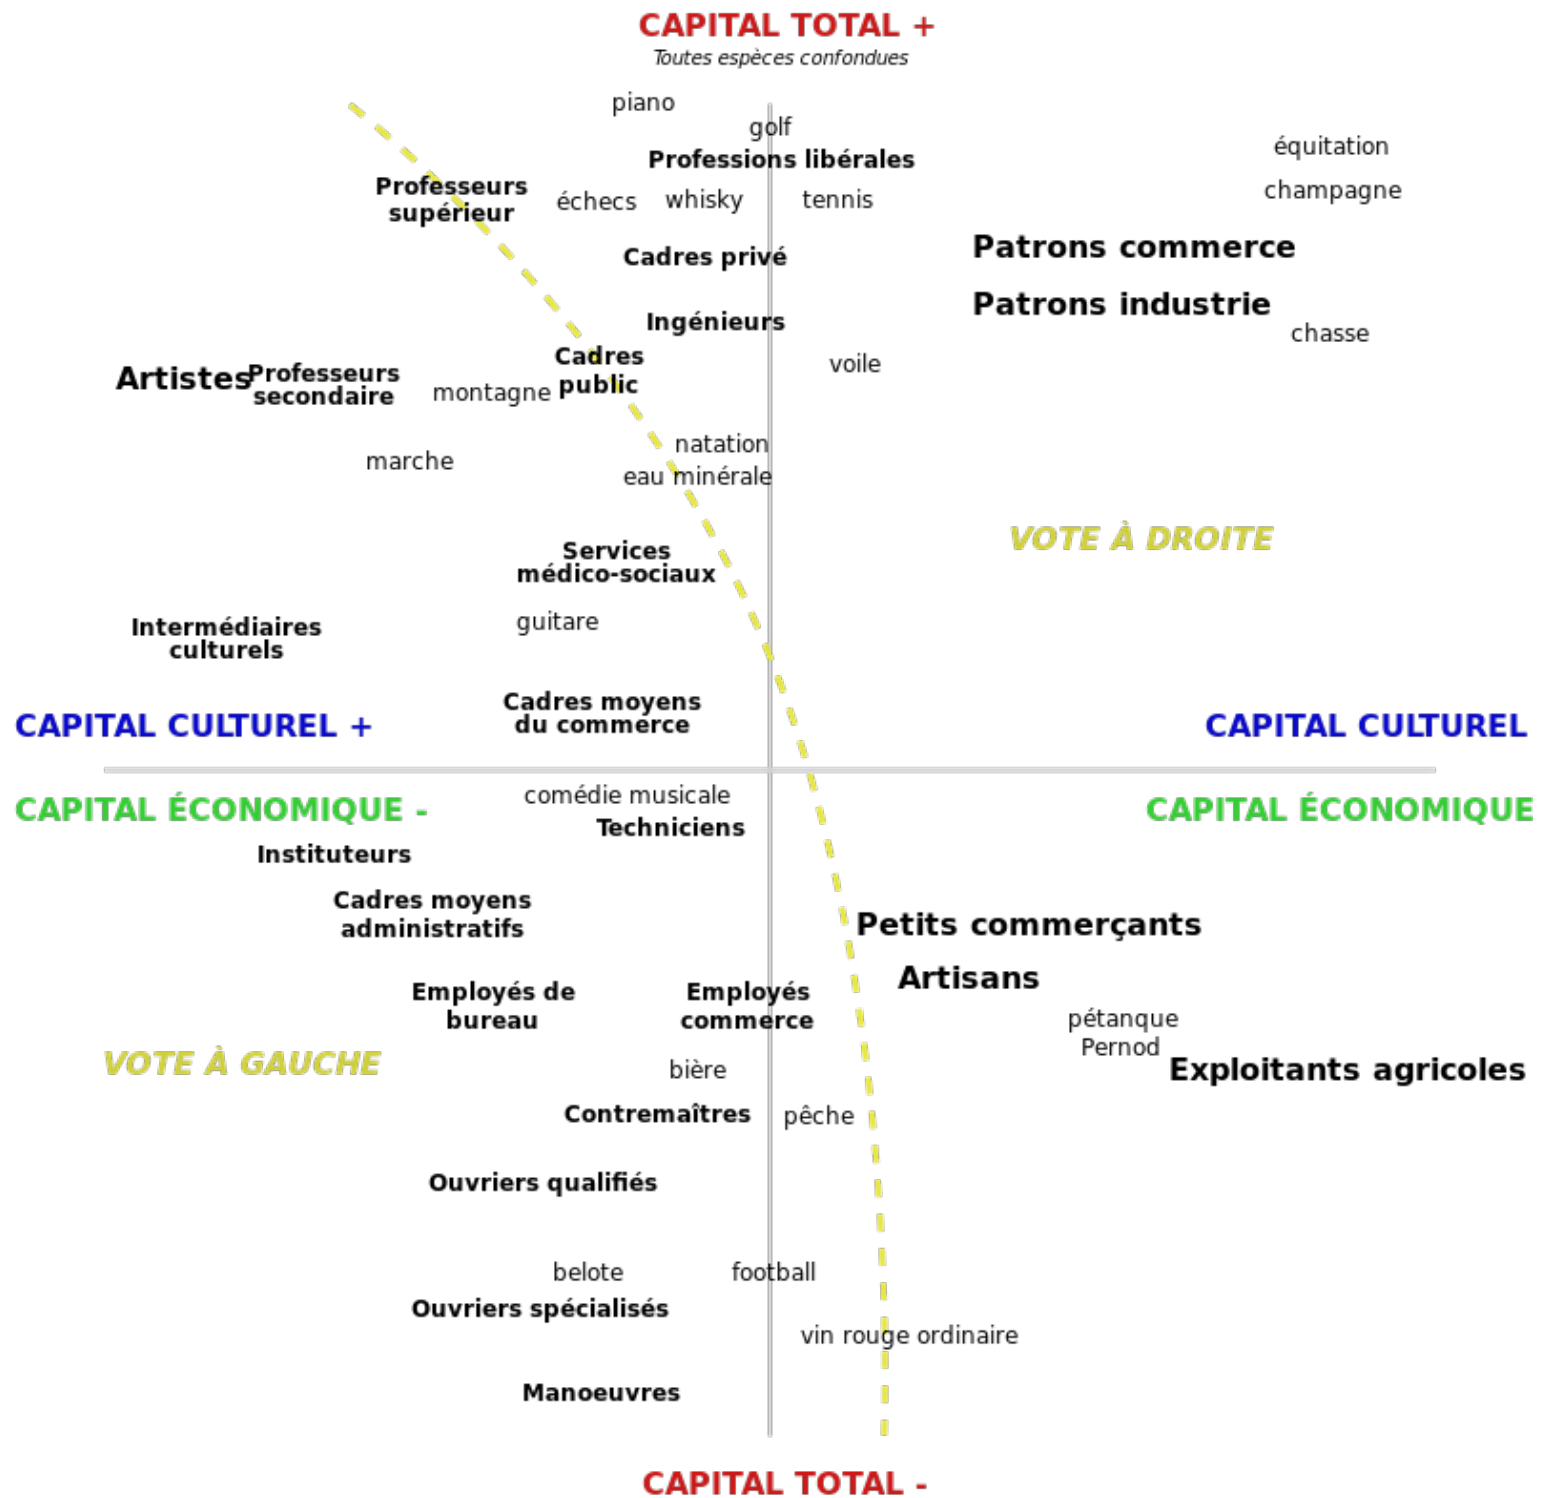 CAPITAL TOTAL +
Toutes espèces confondues
piano
golf
Professions libérales
équitation
Professeurs
supérieur
échecs
whisky
tennis
champagne
Cadres privé
Patrons commerce
Patrons industrie
Ingénieurs
chasse
Cadres
public
voile
Artistes
Professeurs
secondaire
montagne
natation
marche
eau minérale
VOTE À DROITE
Services
médico-sociaux
guitare
Intermédiaires
culturels
Cadres moyens
du commerce
CAPITAL CULTUREL +
CAPITAL CULTUREL
CAPITAL ÉCONOMIQUE -
CAPITAL ÉCONOMIQUE
comédie musicale
Techniciens
Instituteurs
Cadres moyens
administratifs
Petits commerçants
Artisans
Employés de
bureau
Employés
commerce
pétanque
Pernod
VOTE À GAUCHE
bière
Exploitants agricoles
Contremaîtres
pêche
Ouvriers qualifiés
belote
football
Ouvriers spécialisés
vin rouge ordinaire
Manoeuvres
CAPITAL TOTAL -